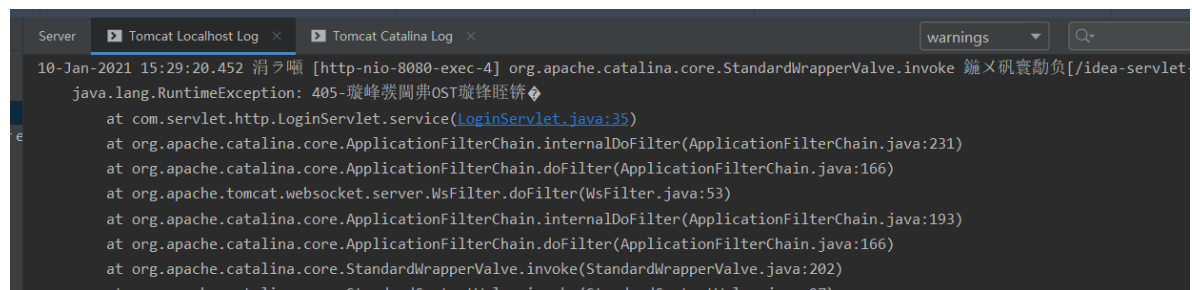 Server Tomcat Localhost Log × Tomcat Catalina Log × warnings
10-Jan-2021 15:29:20.452 涓ラ噸 [http-nio-8080-exec-4] org.apache.catalina.core.StandardWrapperValve.invoke 鍦ㄨ矾寰勪负[/idea-servlet-
java.lang.RuntimeException: 405-璇峰彂閫丳OST璇锋眰锛�
at com.servlet.http.LoginServlet.service(LoginServlet.java:35)
at org.apache.catalina.core.ApplicationFilterChain.internalDoFilter(ApplicationFilterChain.java:231)
at org.apache.catalina.core.ApplicationFilterChain.doFilter(ApplicationFilterChain.java:166)
at org.apache.tomcat.websocket.server.WsFilter.doFilter(WsFilter.java:53)
at org.apache.catalina.core.ApplicationFilterChain.internalDoFilter(ApplicationFilterChain.java:193)
at org.apache.catalina.core.ApplicationFilterChain.doFilter(ApplicationFilterChain.java:166)
at org.apache.catalina.core.StandardWrapperValve.invoke(StandardWrapperValve.java:202)